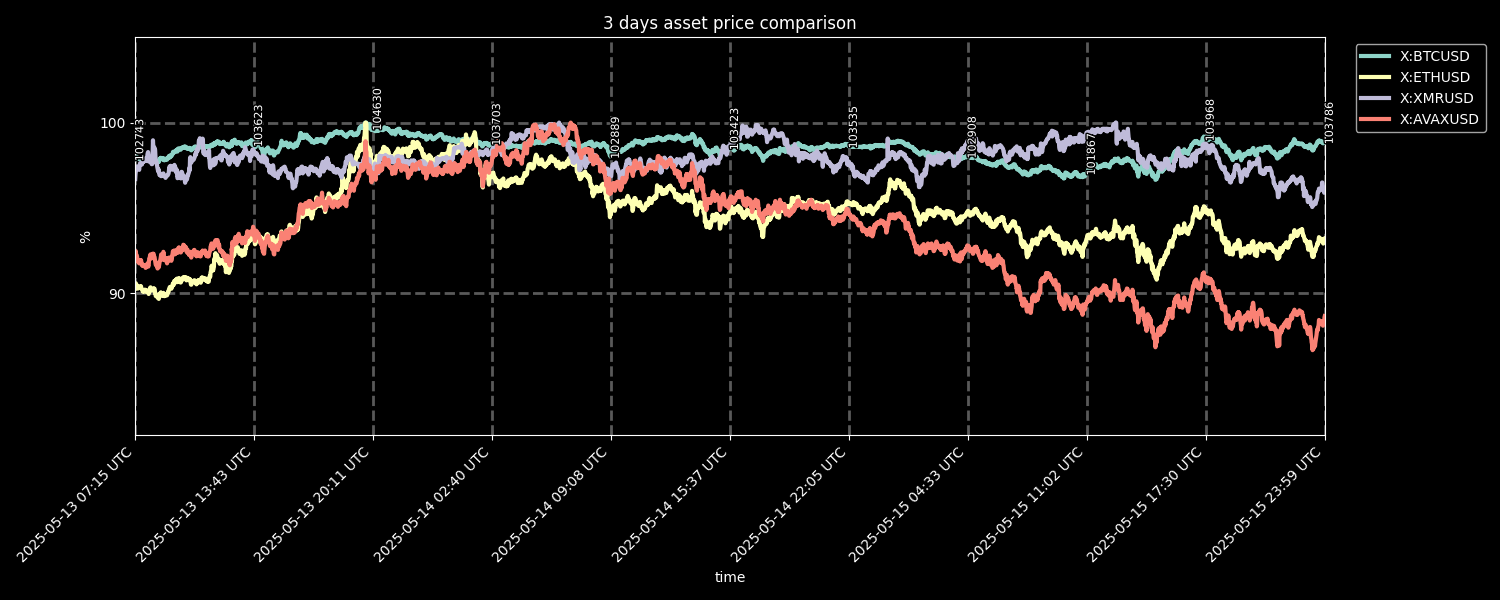 3 days asset price comparison
X:BTCUSD
X:ETHUSD
X:XMRUSD
X:AVAXUSD
100
90
%
102743
103623
104630
103703
102889
103423
103535
102908
101867
103968
103786
2025-05-13 07:15 UTC
2025-05-13 13:43 UTC
2025-05-13 20:11 UTC
2025-05-14 02:40 UTC
2025-05-14 09:08 UTC
2025-05-14 15:37 UTC
2025-05-14 22:05 UTC
2025-05-15 04:33 UTC
2025-05-15 11:02 UTC
2025-05-15 17:30 UTC
2025-05-15 23:59 UTC
time